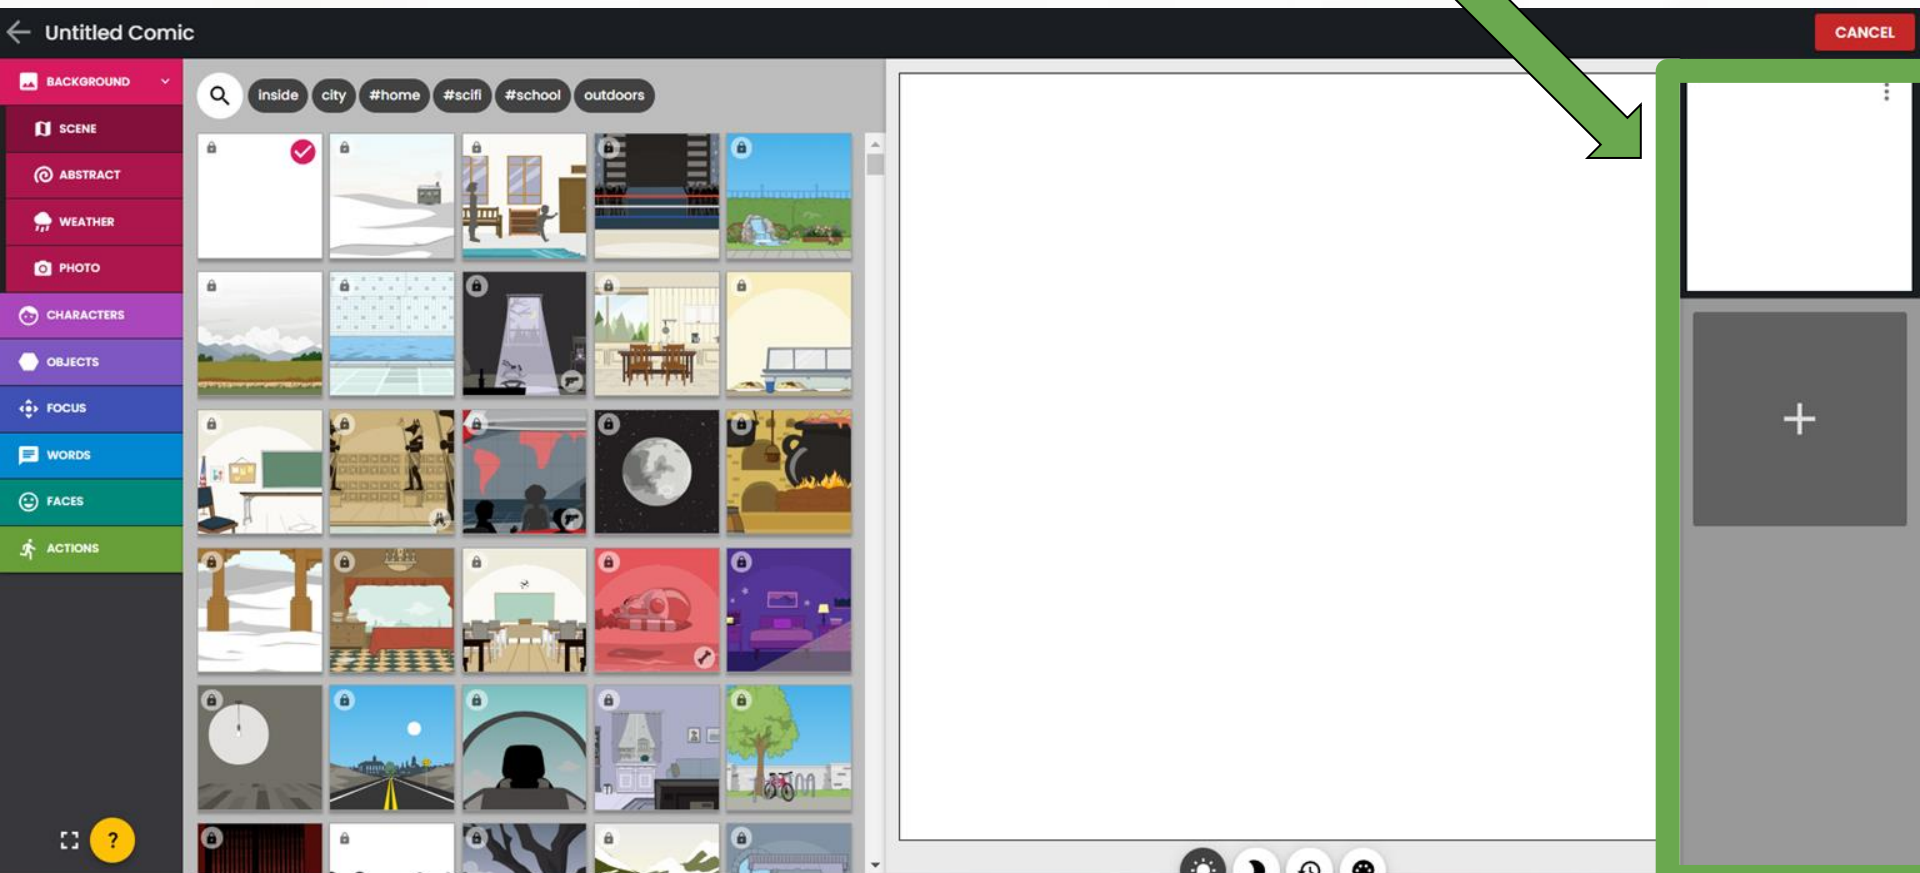 Untitled Comic
CANCEL
BACKGROUND
SCENE
ABSTRACT
WEATHER
PHOTO
CHARACTERS
OBJECTS
FOCUS
WORDS
FACES
ACTIONS
?
inside city #home #scifi #school outdoors